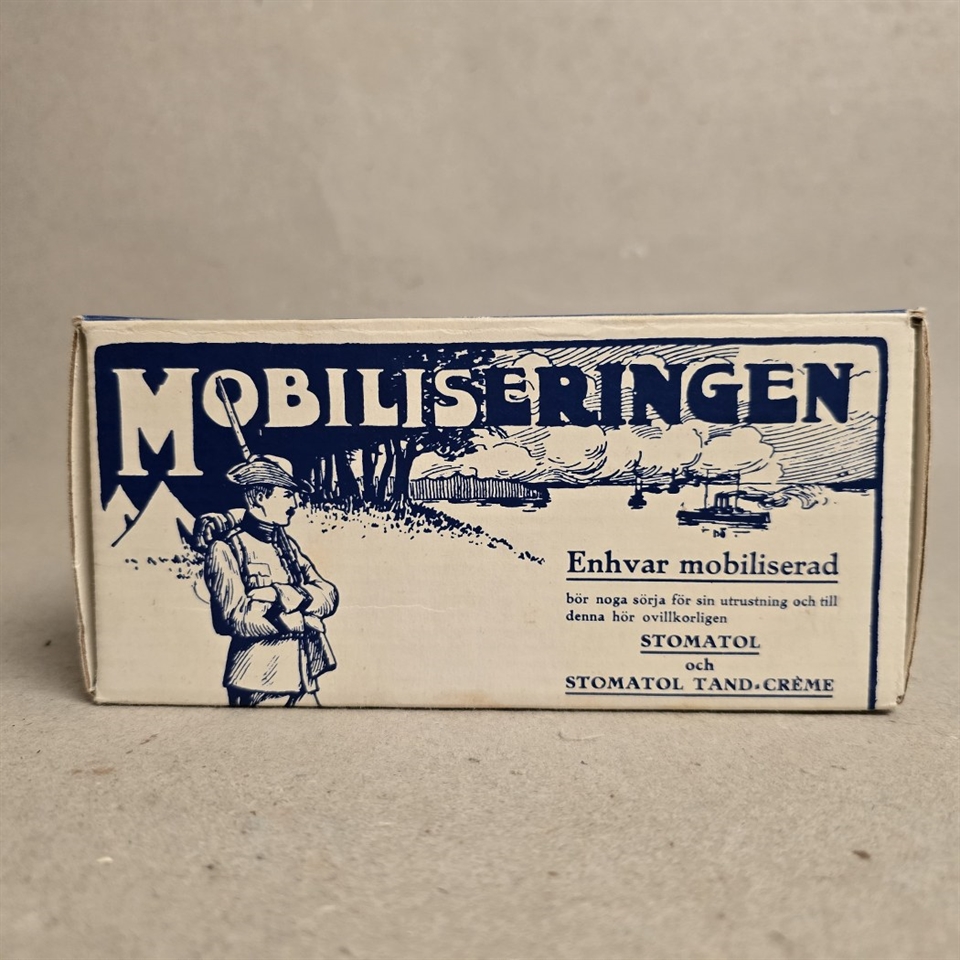 MOBILISERINGEN
Enhvar mobiliserad
bör noga sörja för sin utrustning och till
denna hör ovillkorligen
STOMATOL
och
STOMATOL TAND-CRÈME